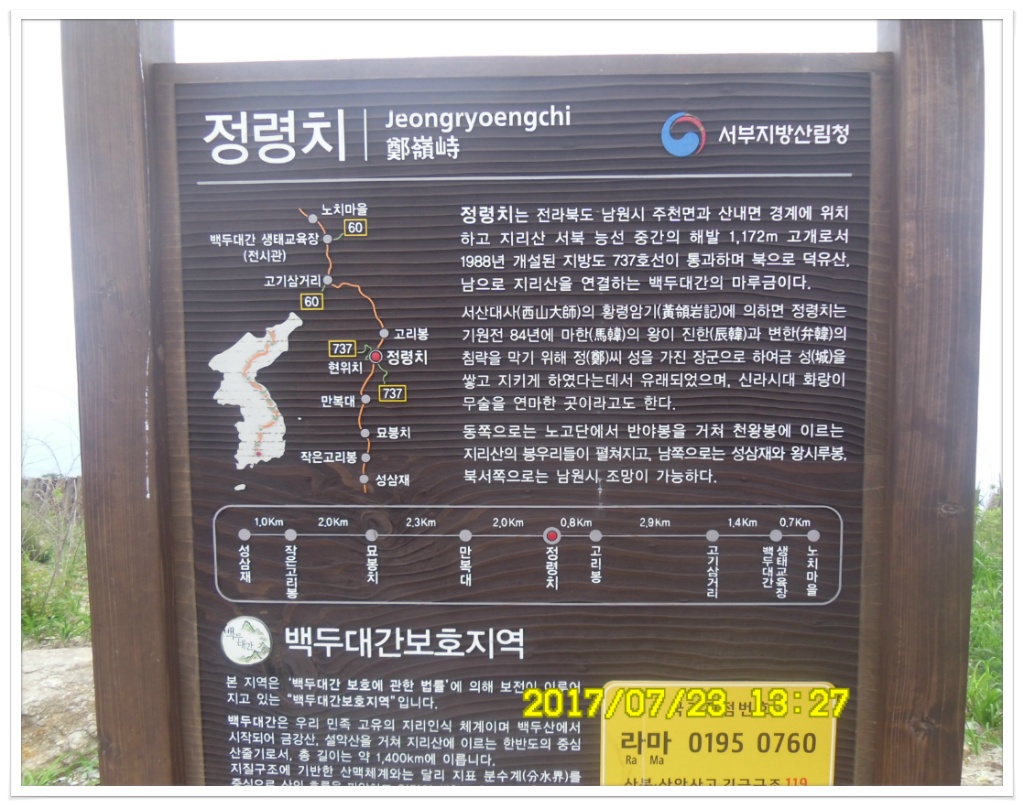 정령치
Jeongryoengchi
鄭嶺峙
서부지방산림청
노치마을
60
백두대간 생태교육장
(전시관)
고기삼거리
60
고리봉
737
정령치
현위치
737
만복대
묘봉치
작은고리봉
성삼재
정령치는 전라북도 남원시 주천면과 산내면 경계에 위치
하고 지리산 서북 능선 중간의 해발 1,172m 고개로서
1988년 개설된 지방도 737호선이 통과하며 북으로 덕유산,
남으로 지리산을 연결하는 백두대간의 마루금이다.
서산대사(西山大師)의 황령암기(黃領岩記)에 의하면 정령치는
기원전 84년에 마한(馬韓)의 왕이 진한(辰韓)과 변한(弁韓)의
침략을 막기 위해 정(鄭)씨 성을 가진 장군으로 하여금 성(城)을
쌓고 지키게 하였다는데서 유래되었으며, 신라시대 화랑이
무술을 연마한 곳이라고도 한다.
동쪽으로는 노고단에서 반야봉을 거쳐 천왕봉에 이르는
지리산의 봉우리들이 펼쳐지고, 남쪽으로는 성삼재와 왕시루봉,
북서쪽으로는 남원시 조망이 가능하다.
1,0Km 2,0Km 2,3Km 2,0Km 0,8Km 2,9Km 1,4Km 0,7Km
성삼재 작은고리봉 묘봉치 만복대 정령치 고리봉 고기삼거리 백두대간 생태교육장 노치마을
백두대간
백두대간보호지역
본 지역은 '백두대간 보호에 관한 법률'에 의해 보전이 이루어
지고 있는 "백두대간보호지역"입니다.
백두대간은 우리 민족 고유의 지리인식 체계이며 백두산에서
시작되어 금강산, 설악산을 거쳐 지리산에 이르는 한반도의 중심
산줄기로서, 총 길이는 약 1,400km에 이릅니다.
지질구조에 기반한 산맥체계와는 달리 지표 분수계(分水界)를
2017/07/23 13:27
라마 0195 0760
Ra Ma
산불·산악사고 긴급구조 119